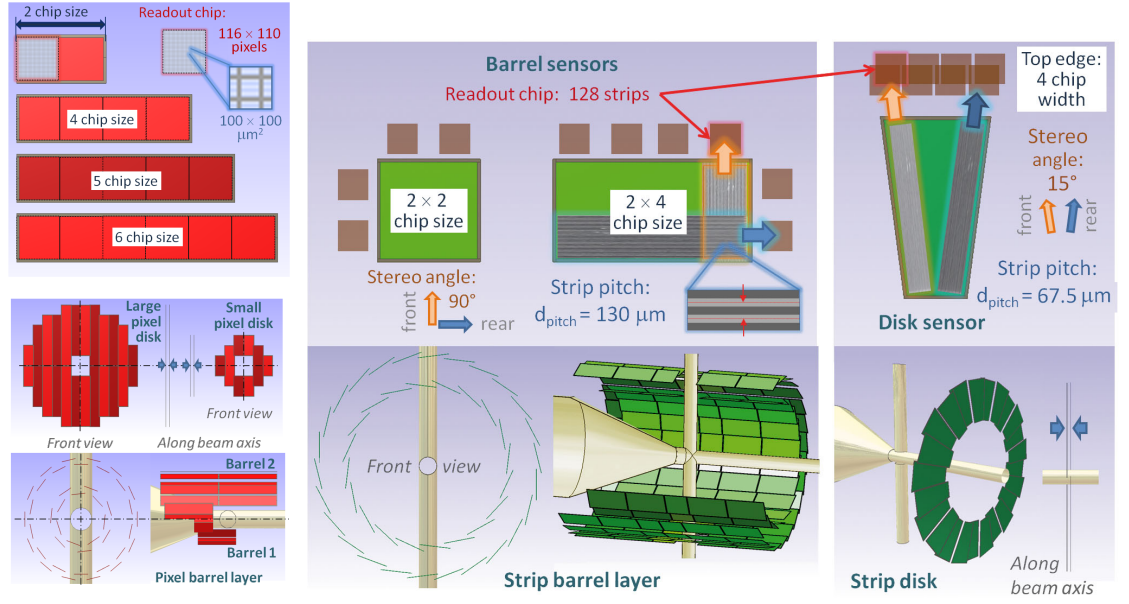 2 chip size
Readout chip:
116 × 110
pixels
100 × 100
μm²
4 chip size
5 chip size
6 chip size
Large
pixel
disk
Small
pixel disk
Front view
Front view
Along beam axis
Barrel 2
Barrel 1
Pixel barrel layer
Barrel sensors
Readout chip: 128 strips
2 × 2
chip size
2 × 4
chip size
Stereo angle:
90°
front
rear
Strip pitch:
d_pitch = 130 μm
Front view
Strip barrel layer
Top edge:
4 chip
width
Stereo
angle:
15°
front
rear
Strip pitch:
d_pitch = 67.5 μm
Disk sensor
Strip disk
Along
beam axis